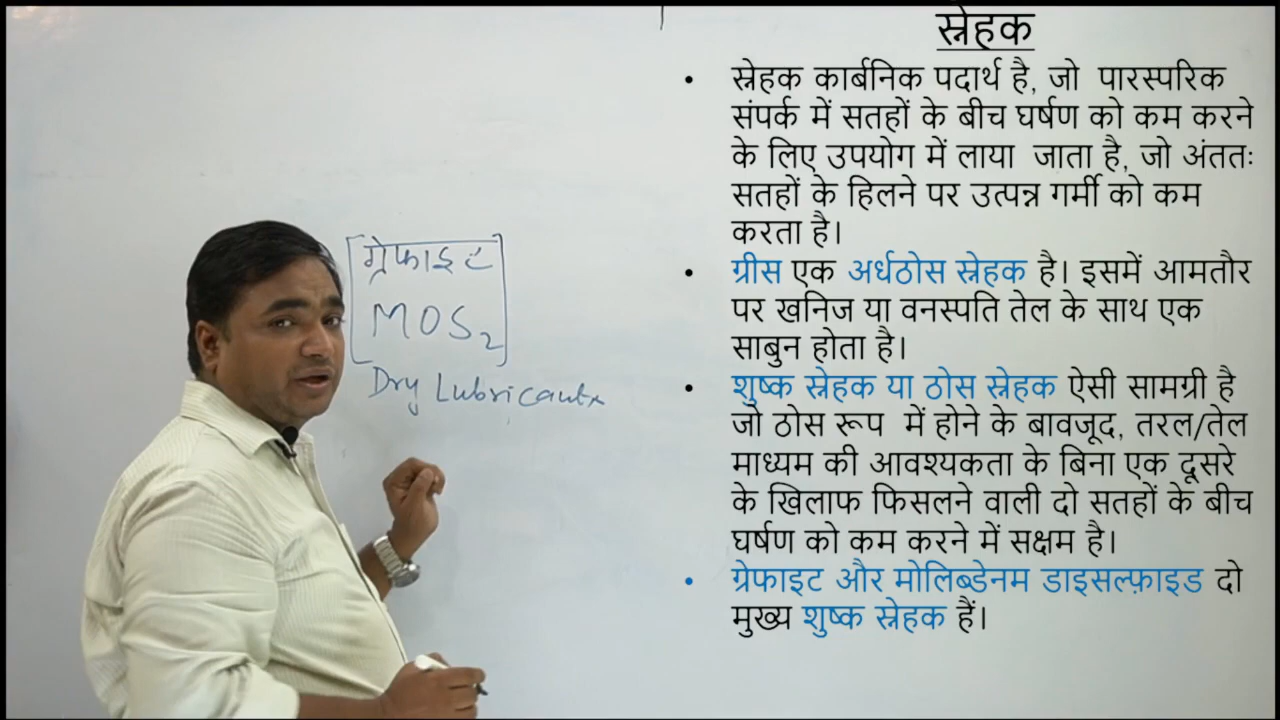 ग्रेफाइट
MOS2
Dry Lubricants
स्नेहक
• स्नेहक कार्बनिक पदार्थ है, जो पारस्परिक
संपर्क में सतहों के बीच घर्षण को कम करने
के लिए उपयोग में लाया जाता है, जो अंततः
सतहों के हिलने पर उत्पन्न गर्मी को कम
करता है।
• ग्रीस एक अर्धठोस स्नेहक है। इसमें आमतौर
पर खनिज या वनस्पति तेल के साथ एक
साबुन होता है।
• शुष्क स्नेहक या ठोस स्नेहक ऐसी सामग्री है
जो ठोस रूप में होने के बावजूद, तरल/तेल
माध्यम की आवश्यकता के बिना एक दूसरे
के खिलाफ फिसलने वाली दो सतहों के बीच
घर्षण को कम करने में सक्षम है।
• ग्रेफाइट और मोलिब्डेनम डाइसल्फ़ाइड दो
मुख्य शुष्क स्नेहक हैं।